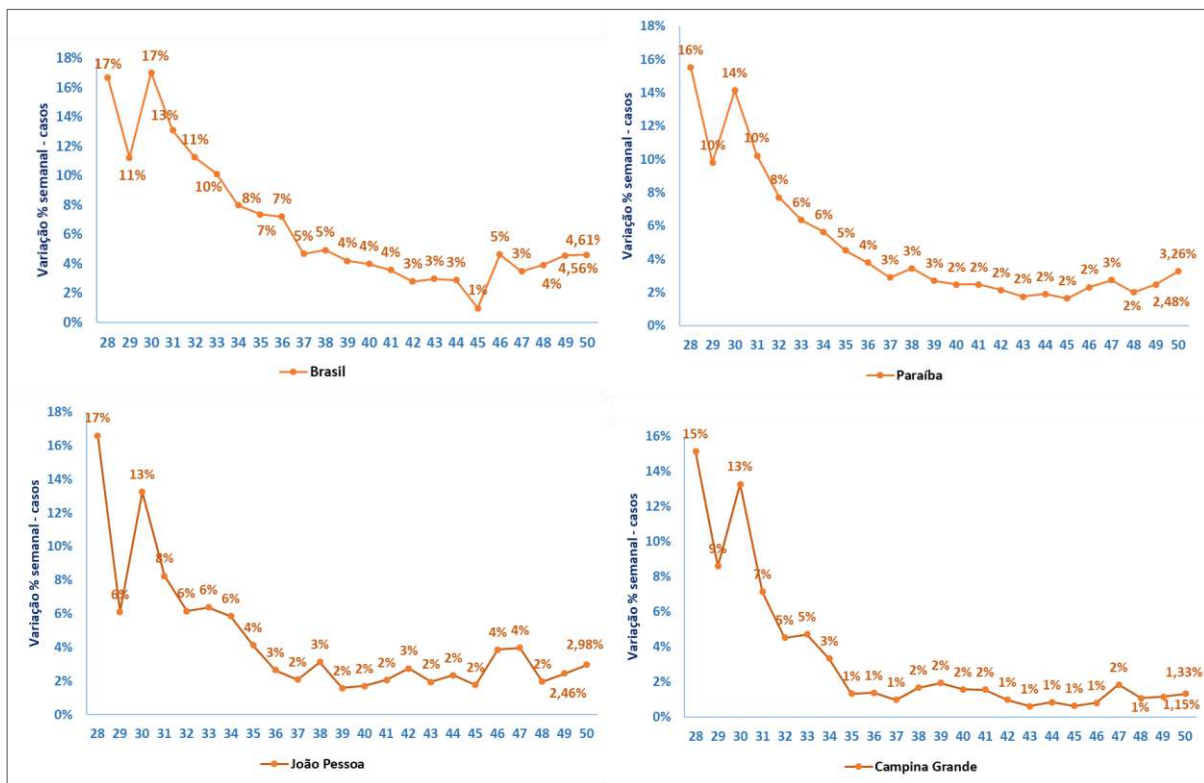 Variação % semanal - casos
18%
16%
14%
12%
10%
8%
6%
4%
2%
0%
17% 11% 17% 13% 11% 10% 8% 7% 7% 5% 5% 4% 4% 4% 3% 3% 3% 1% 5% 3% 4% 4,56% 4,61%
28 29 30 31 32 33 34 35 36 37 38 39 40 41 42 43 44 45 46 47 48 49 50
Brasil
Variação % semanal - casos
18%
16%
14%
12%
10%
8%
6%
4%
2%
0%
16% 10% 14% 10% 8% 6% 6% 5% 4% 3% 3% 3% 2% 2% 2% 2% 2% 2% 2% 3% 2% 2,48% 3,26%
28 29 30 31 32 33 34 35 36 37 38 39 40 41 42 43 44 45 46 47 48 49 50
Paraíba
Variação % semanal - casos
18%
16%
14%
12%
10%
8%
6%
4%
2%
0%
17% 6% 13% 8% 6% 6% 6% 4% 3% 2% 3% 2% 2% 2% 3% 2% 2% 2% 4% 4% 2% 2,46% 2,98%
28 29 30 31 32 33 34 35 36 37 38 39 40 41 42 43 44 45 46 47 48 49 50
João Pessoa
Variação % semanal - casos
16%
14%
12%
10%
8%
6%
4%
2%
0%
15% 9% 13% 7% 5% 5% 3% 1% 1% 1% 2% 2% 2% 2% 1% 1% 1% 1% 1% 2% 1% 1,15% 1,33%
28 29 30 31 32 33 34 35 36 37 38 39 40 41 42 43 44 45 46 47 48 49 50
Campina Grande